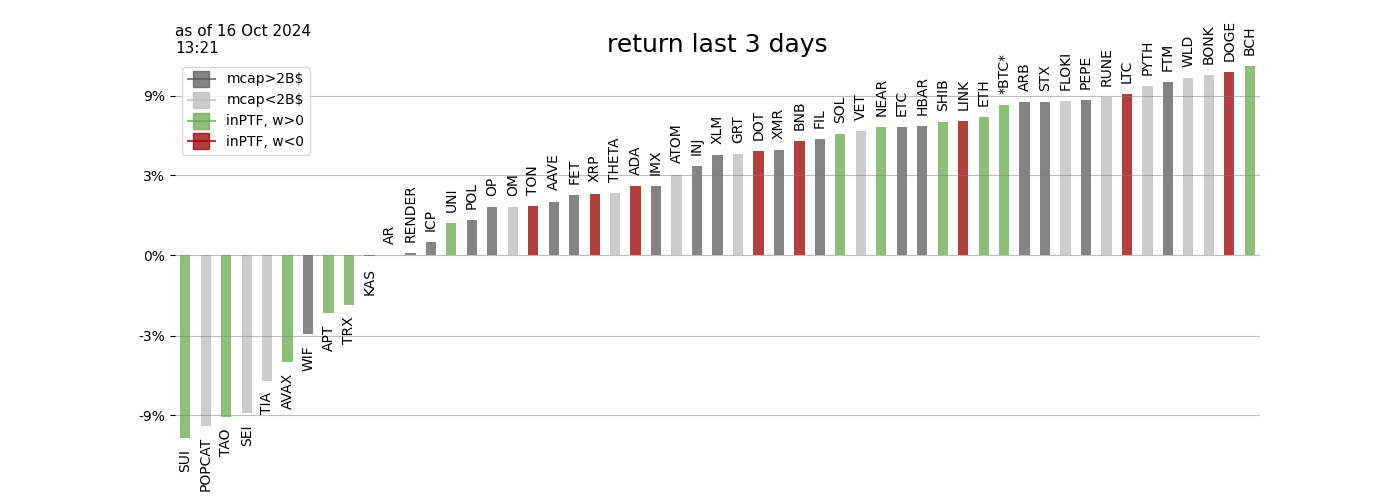 as of 16 Oct 2024
13:21
return last 3 days
mcap>2B$
mcap<2B$
inPTF, w>0
inPTF, w<0
9%
3%
0%
-3%
-9%
SUI
POPCAT
TAO
SEI
TIA
AVAX
WIF
APT
TRX
KAS
AR
RENDER
ICP
UNI
POL
OP
OM
TON
AAVE
FET
XRP
THETA
ADA
IMX
ATOM
INJ
XLM
GRT
DOT
XMR
BNB
FIL
SOL
VET
NEAR
ETC
HBAR
SHIB
LINK
ETH
*BTC*
ARB
STX
FLOKI
PEPE
RUNE
LTC
PYTH
FTM
WLD
BONK
DOGE
BCH